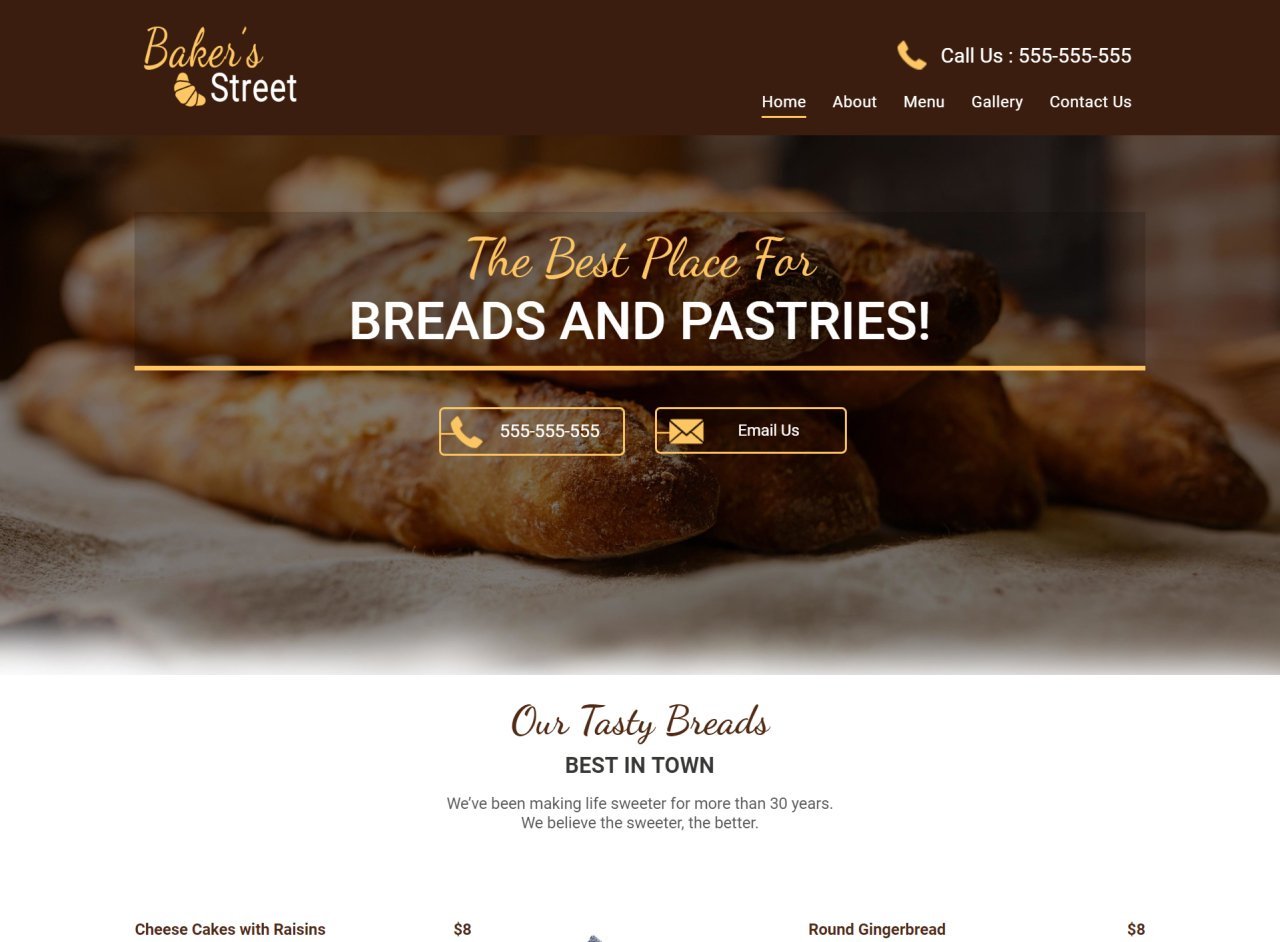 Baker's
Street
Call Us : 555-555-555
Home About Menu Gallery Contact Us
The Best Place For
BREADS AND PASTRIES!
555-555-555 Email Us
Our Tasty Breads
BEST IN TOWN
We’ve been making life sweeter for more than 30 years.
We believe the sweeter, the better.
Cheese Cakes with Raisins $8 Round Gingerbread $8